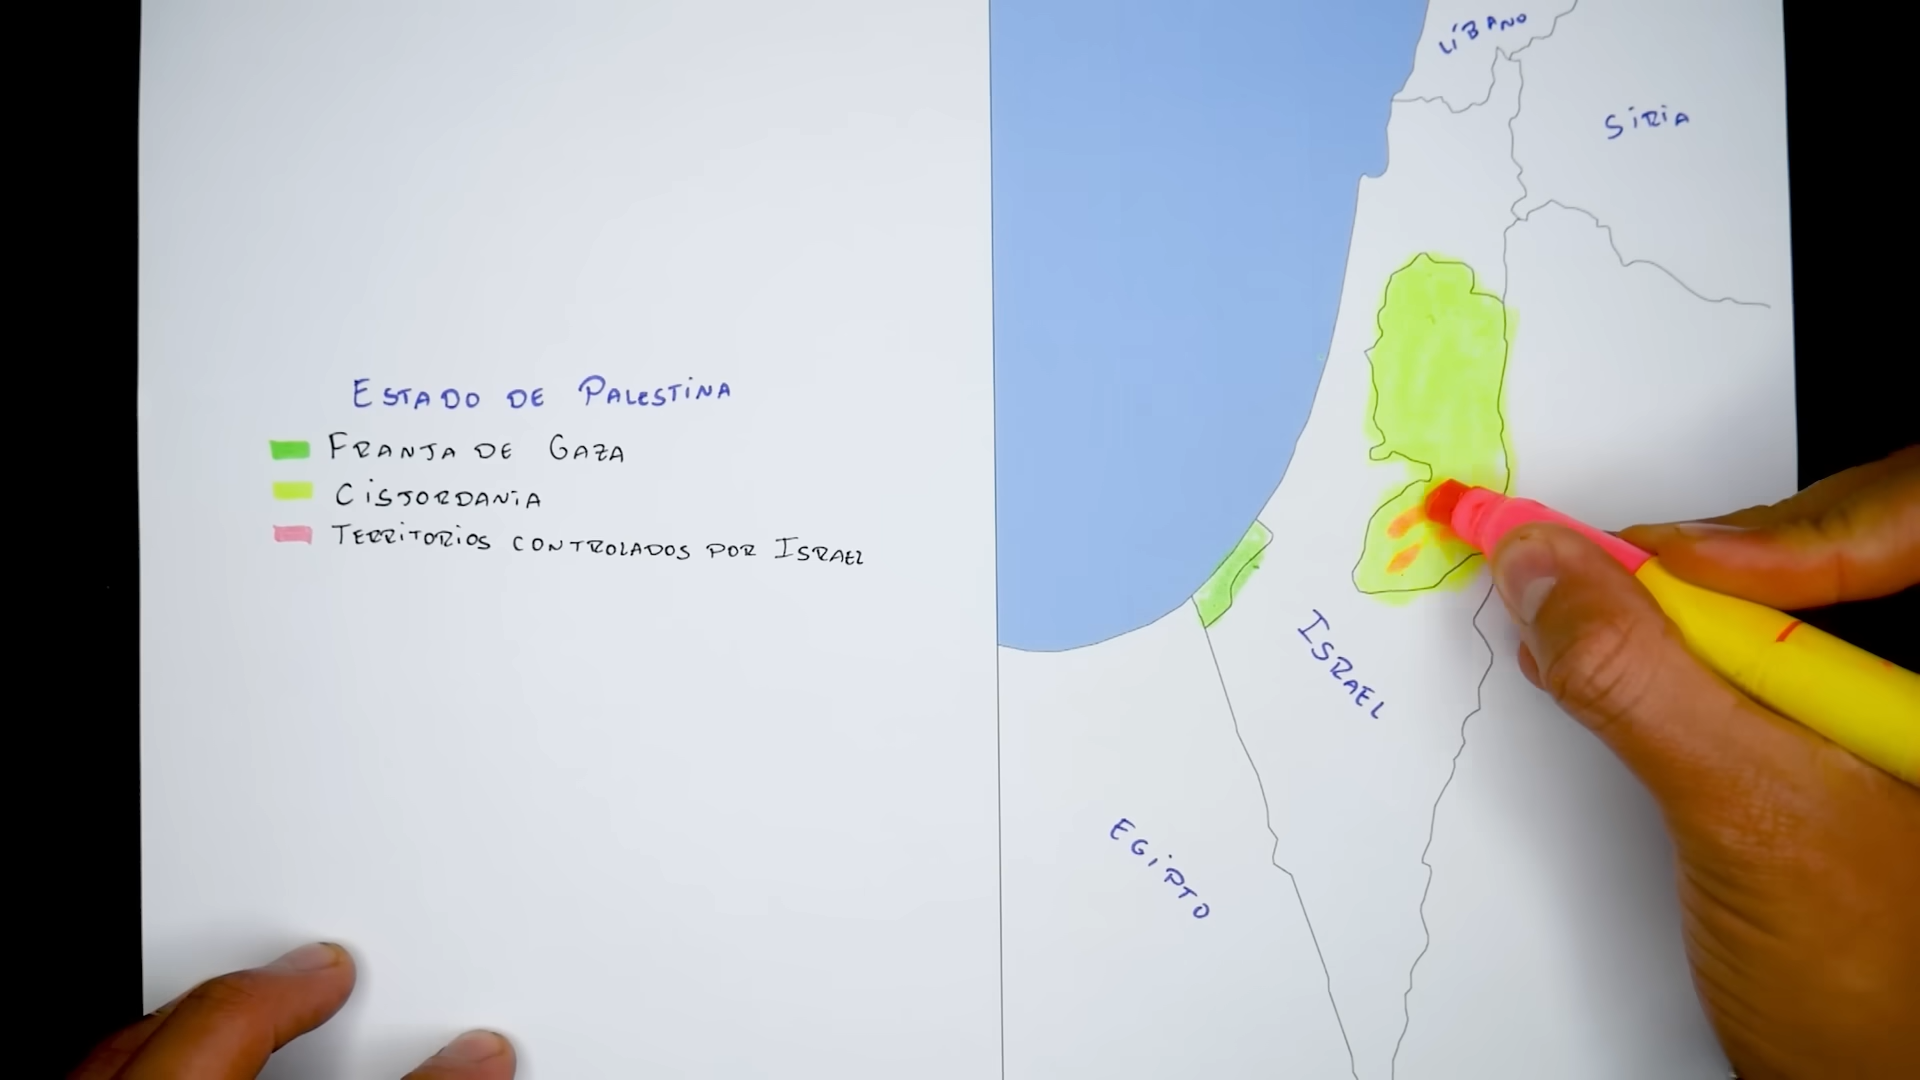 ESTADO DE PALESTINA
FRANJA DE GAZA
CISJORDANIA
TERRITORIOS CONTROLADOS POR ISRAEL
LÍBANO
SIRIA
ISRAEL
EGIPTO